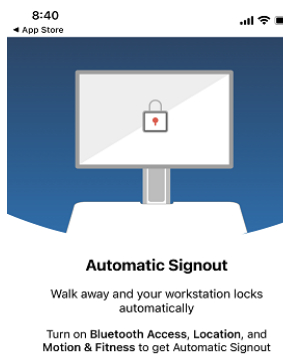 8:40
◀ App Store
Automatic Signout
Walk away and your workstation locks
automatically
Turn on Bluetooth Access, Location, and
Motion & Fitness to get Automatic Signout